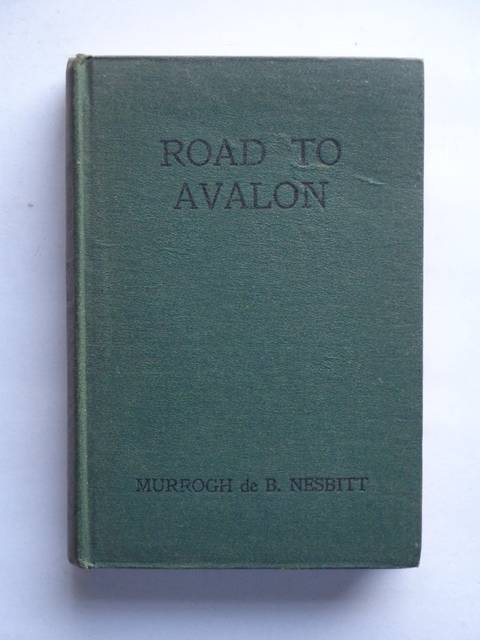 ROAD TO
AVALON
MURROGH de B. NESBITT